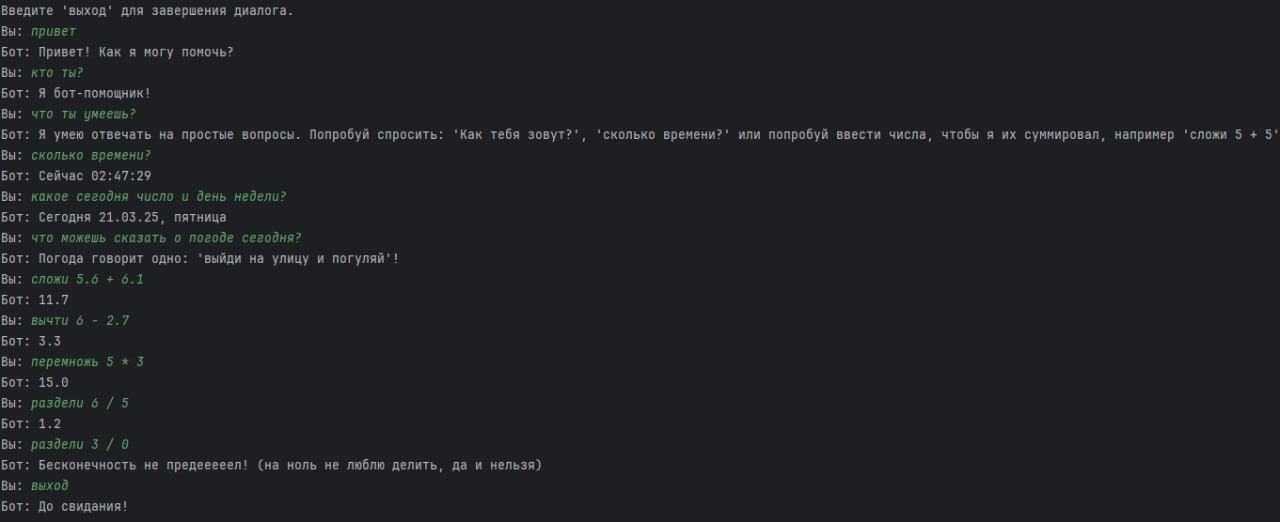 Введите 'выход' для завершения диалога.
Вы: привет
Бот: Привет! Как я могу помочь?
Вы: кто ты?
Бот: Я бот-помощник!
Вы: что ты умеешь?
Бот: Я умею отвечать на простые вопросы. Попробуй спросить: 'Как тебя зовут?', 'сколько времени?' или попробуй ввести числа, чтобы я их суммировал, например 'сложи 5 + 5'
Вы: сколько времени?
Бот: Сейчас 02:47:29
Вы: какое сегодня число и день недели?
Бот: Сегодня 21.03.25, пятница
Вы: что можешь сказать о погоде сегодня?
Бот: Погода говорит одно: 'выйди на улицу и погуляй'!
Вы: сложи 5.6 + 6.1
Бот: 11.7
Вы: вычти 6 - 2.7
Бот: 3.3
Вы: перемножь 5 * 3
Бот: 15.0
Вы: раздели 6 / 5
Бот: 1.2
Вы: раздели 3 / 0
Бот: Бесконечность не предееееел! (на ноль не люблю делить, да и нельзя)
Вы: выход
Бот: До свидания!